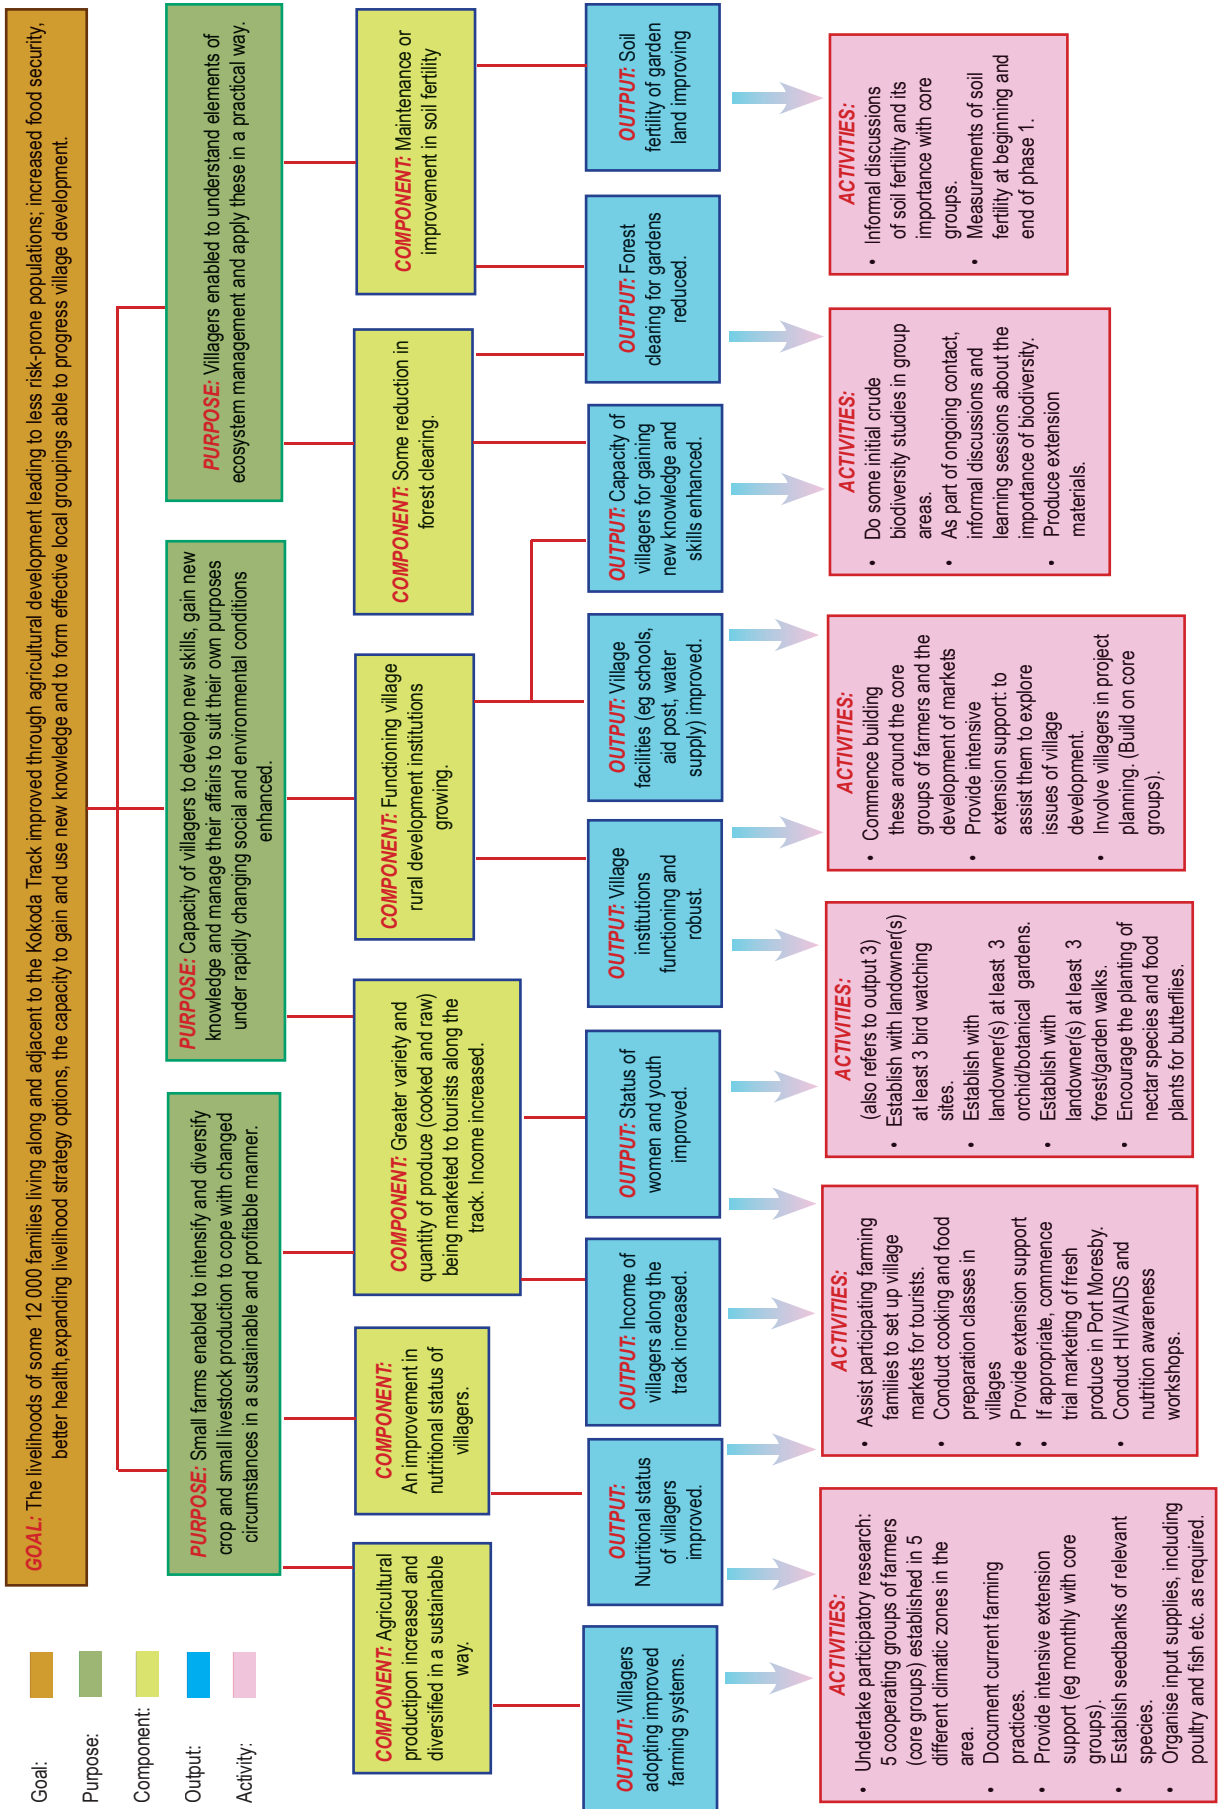 Goal:
Purpose:
Component:
Output:
Activity:
GOAL: The livelihoods of some 12 000 families living along and adjacent to the Kokoda Track improved through agricultural development leading to less risk-prone populations; increased food security,
better health,expanding livelihood strategy options, the capacity to gain and use new knowledge and to form effective local groupings able to progress village development.
PURPOSE: Small farms enabled to intensify and diversify
crop and small livestock production to cope with changed
circumstances in a sustainable and profitable manner.
PURPOSE: Capacity of villagers to develop new skills, gain new
knowledge and manage their affairs to suit their own purposes
under rapidly changing social and environmental conditions
enhanced.
PURPOSE: Villagers enabled to understand elements of
ecosystem management and apply these in a practical way.
COMPONENT: Agricultural
productipon increased and
diversified in a sustainable
way.
COMPONENT:
An improvement in
nutritional status of
villagers.
COMPONENT: Greater variety and
quantity of produce (cooked and raw)
being marketed to tourists along the
track. Income increased.
COMPONENT: Functioning village
rural development institutions
growing.
COMPONENT: Some reduction in
forest clearing.
COMPONENT: Maintenance or
improvement in soil fertility
OUTPUT: Villagers
adopting improved
farming systems.
OUTPUT:
Nutritional status
of villagers
improved.
OUTPUT: Income of
villagers along the
track increased.
OUTPUT: Status of
women and youth
improved.
OUTPUT: Village
institutions
functioning and
robust.
OUTPUT: Village
facilities (eg schools,
aid post, water
supply) improved.
OUTPUT: Capacity of
villagers for gaining
new knowledge and
skills enhanced.
OUTPUT: Forest
clearing for gardens
reduced.
OUTPUT: Soil
fertility of garden
land improving
ACTIVITIES:
• Undertake participatory research:
5 cooperating groups of farmers
(core groups) established in 5
different climatic zones in the
area.
• Document current farming
practices.
• Provide intensive extension
support (eg monthly with core
groups).
• Establish seedbanks of relevant
species.
• Organise input supplies, including
poultry and fish etc. as required.
ACTIVITIES:
• Assist participating farming
families to set up village
markets for tourists.
• Conduct cooking and food
preparation classes in
villages
• Provide extension support
• If appropriate, commence
trial marketing of fresh
produce in Port Moresby.
• Conduct HIV/AIDS and
nutrition awareness
workshops.
ACTIVITIES:
(also refers to output 3)
• Establish with landowner(s)
at least 3 bird watching
sites.
• Establish with
landowner(s) at least 3
orchid/botanical gardens.
• Establish with
landowner(s) at least 3
forest/garden walks.
• Encourage the planting of
nectar species and food
plants for butterflies.
ACTIVITIES:
• Commence building
these around the core
groups of farmers and the
development of markets
• Provide intensive
extension support: to
assist them to explore
issues of village
development.
• Involve villagers in project
planning. (Build on core
groups).
ACTIVITIES:
• Do some initial crude
biodiversity studies in group
areas.
• As part of ongoing contact,
informal discussions and
learning sessions about the
importance of biodiversity.
• Produce extension
materials.
ACTIVITIES:
• Informal discussions
of soil fertility and its
importance with core
groups.
• Measurements of soil
fertility at beginning and
end of phase 1.